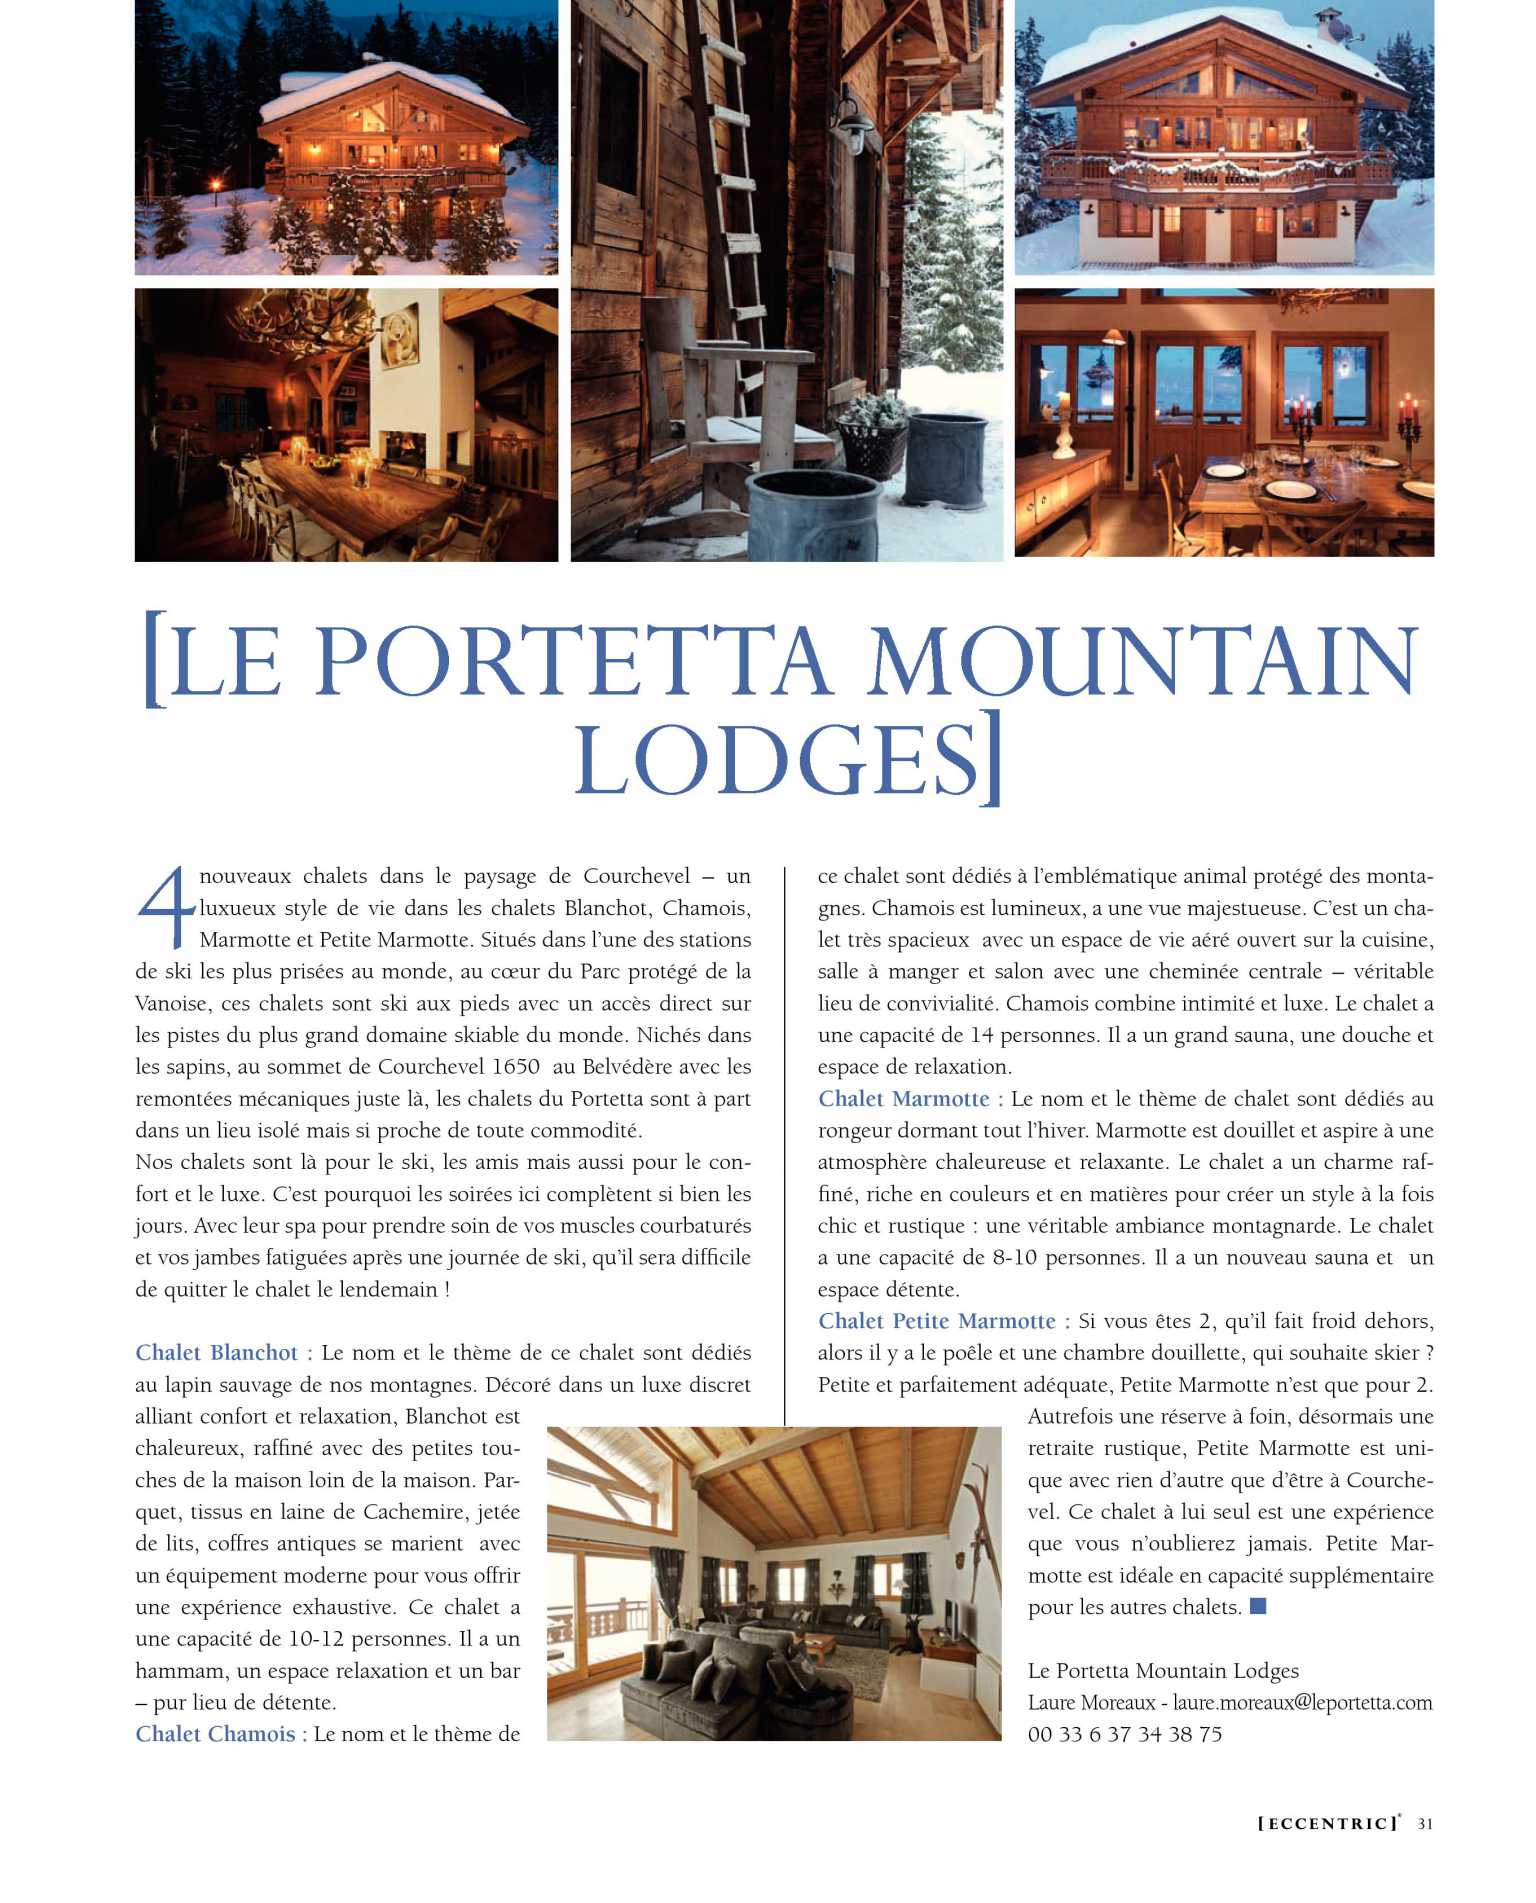 [LE PORTETTA MOUNTAIN
LODGES]
4 nouveaux chalets dans le paysage de Courchevel – un
luxueux style de vie dans les chalets Blanchot, Chamois,
Marmotte et Petite Marmotte. Situés dans l’une des stations
de ski les plus prisées au monde, au cœur du Parc protégé de la
Vanoise, ces chalets sont ski aux pieds avec un accès direct sur
les pistes du plus grand domaine skiable du monde. Nichés dans
les sapins, au sommet de Courchevel 1650 au Belvédère avec les
remontées mécaniques juste là, les chalets du Portetta sont à part
dans un lieu isolé mais si proche de toute commodité.
Nos chalets sont là pour le ski, les amis mais aussi pour le con-
fort et le luxe. C’est pourquoi les soirées ici complètent si bien les
jours. Avec leur spa pour prendre soin de vos muscles courbaturés
et vos jambes fatiguées après une journée de ski, qu’il sera difficile
de quitter le chalet le lendemain !
Chalet Blanchot : Le nom et le thème de ce chalet sont dédiés
au lapin sauvage de nos montagnes. Décoré dans un luxe discret
alliant confort et relaxation, Blanchot est
chaleureux, raffiné avec des petites tou-
ches de la maison loin de la maison. Par-
quet, tissus en laine de Cachemire, jetée
de lits, coffres antiques se marient avec
un équipement moderne pour vous offrir
une expérience exhaustive. Ce chalet a
une capacité de 10-12 personnes. Il a un
hammam, un espace relaxation et un bar
– pur lieu de détente.
Chalet Chamois : Le nom et le thème de
ce chalet sont dédiés à l’emblématique animal protégé des monta-
gnes. Chamois est lumineux, a une vue majestueuse. C’est un cha-
let très spacieux avec un espace de vie aéré ouvert sur la cuisine,
salle à manger et salon avec une cheminée centrale – véritable
lieu de convivialité. Chamois combine intimité et luxe. Le chalet a
une capacité de 14 personnes. Il a un grand sauna, une douche et
espace de relaxation.
Chalet Marmotte : Le nom et le thème de chalet sont dédiés au
rongeur dormant tout l’hiver. Marmotte est douillet et aspire à une
atmosphère chaleureuse et relaxante. Le chalet a un charme raf-
finé, riche en couleurs et en matières pour créer un style à la fois
chic et rustique : une véritable ambiance montagnarde. Le chalet
a une capacité de 8-10 personnes. Il a un nouveau sauna et un
espace détente.
Chalet Petite Marmotte : Si vous êtes 2, qu’il fait froid dehors,
alors il y a le poêle et une chambre douillette, qui souhaite skier ?
Petite et parfaitement adéquate, Petite Marmotte n’est que pour 2.
Autrefois une réserve à foin, désormais une
retraite rustique, Petite Marmotte est uni-
que avec rien d’autre que d’être à Courche-
vel. Ce chalet à lui seul est une expérience
que vous n’oublierez jamais. Petite Mar-
motte est idéale en capacité supplémentaire
pour les autres chalets. ■
Le Portetta Mountain Lodges
Laure Moreaux - laure.moreaux@leportetta.com
00 33 6 37 34 38 75
[ECCENTRIC]® 31